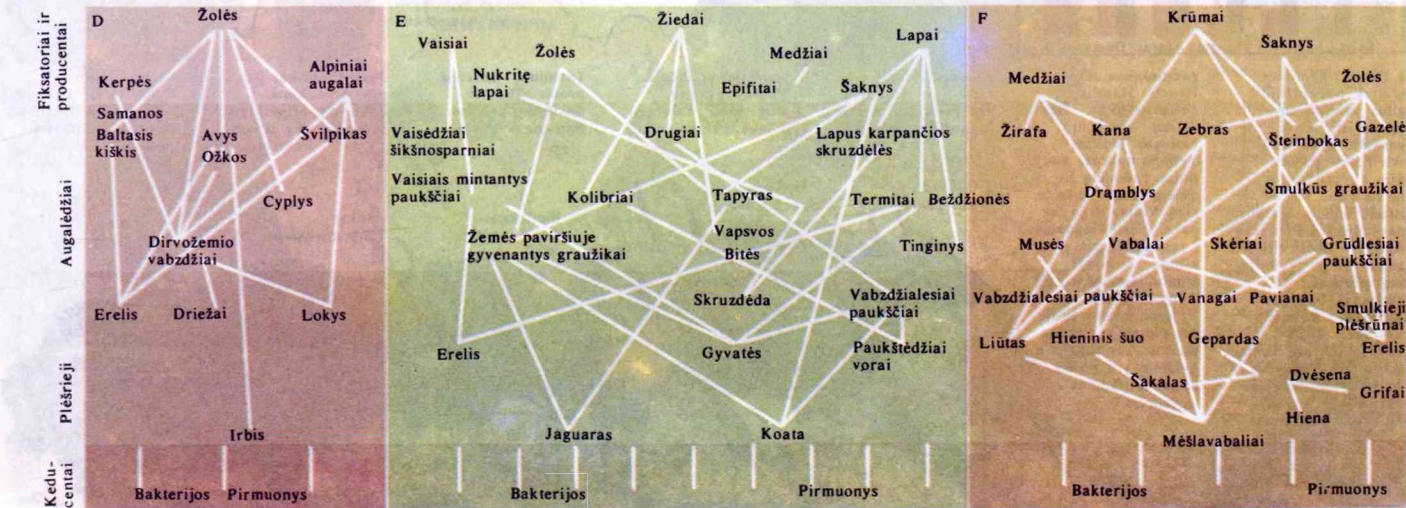 Fiksatoriai ir
producentai
Augalėdžiai
Plėšrieji
Kedu-
centai
D
Žolės
Kerpės
Alpiniai
augalai
Samanos
Baltasis
kiškis
Avys
Ožkos
Švilpikas
Cyplys
Dirvožemio
vabzdžiai
Erelis
Driežai
Lokys
Irbis
Bakterijos
Pirmuonys
E
Žiedai
Vaisiai
Žolės
Medžiai
Lapai
Nukritę
lapai
Epifitai
Šaknys
Vaisėdžiai
šikšnosparniai
Drugiai
Lapus karpančios
skruzdėlės
Vaisiais mintantys
paukščiai
Kolibriai
Tapyras
Termitai
Beždžionės
Žemės paviršiuje
gyvenantys graužikai
Vapsvos
Bitės
Tinginys
Skruzdėda
Vabzdžialesiai
paukščiai
Erelis
Gyvatės
Paukštėdžiai
vorai
Jaguaras
Koata
Bakterijos
Pirmuonys
F
Krūmai
Šaknys
Medžiai
Žolės
Žirafa
Kana
Zebras
Šteinbokas
Gazelė
Dramblys
Smulkūs graužikai
Musės
Vabalai
Skėriai
Grūdlesiai
paukščiai
Vabzdžialesiai paukščiai
Vanagai
Pavianai
Smulkieji
plėšrūnai
Liūtas
Hieninis šuo
Gepardas
Erelis
Šakalas
Dvėsena
Grifai
Hiena
Mėšlavabaliai
Bakterijos
Pirmuonys